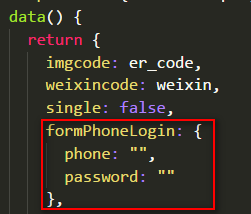 data() {
return {
imgcode: er_code,
weixincode: weixin,
single: false,
formPhoneLogin: {
phone: "",
password: ""
},